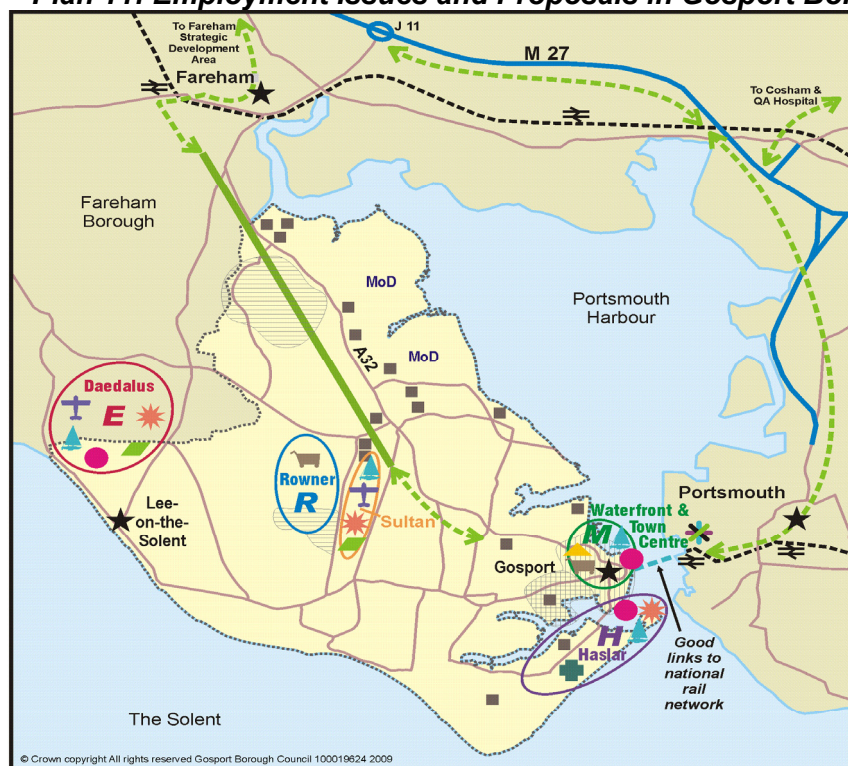 Plan 11: Employment Issues and Proposals in Gosport Bor
To Fareham
Strategic
Development
Area
Fareham
J 11
M 27
To Cosham &
QA Hospital
Fareham
Borough
MoD
Portsmouth
Harbour
A32
MoD
Daedalus
E
Rowner
R
Sultan
Lee-
on-the-
Solent
Portsmouth
Waterfront &
Town
Centre
M
Gosport
H
Haslar
Good
links to
national
rail
network
The Solent
© Crown copyright All rights reserved Gosport Borough Council 100019624 2009